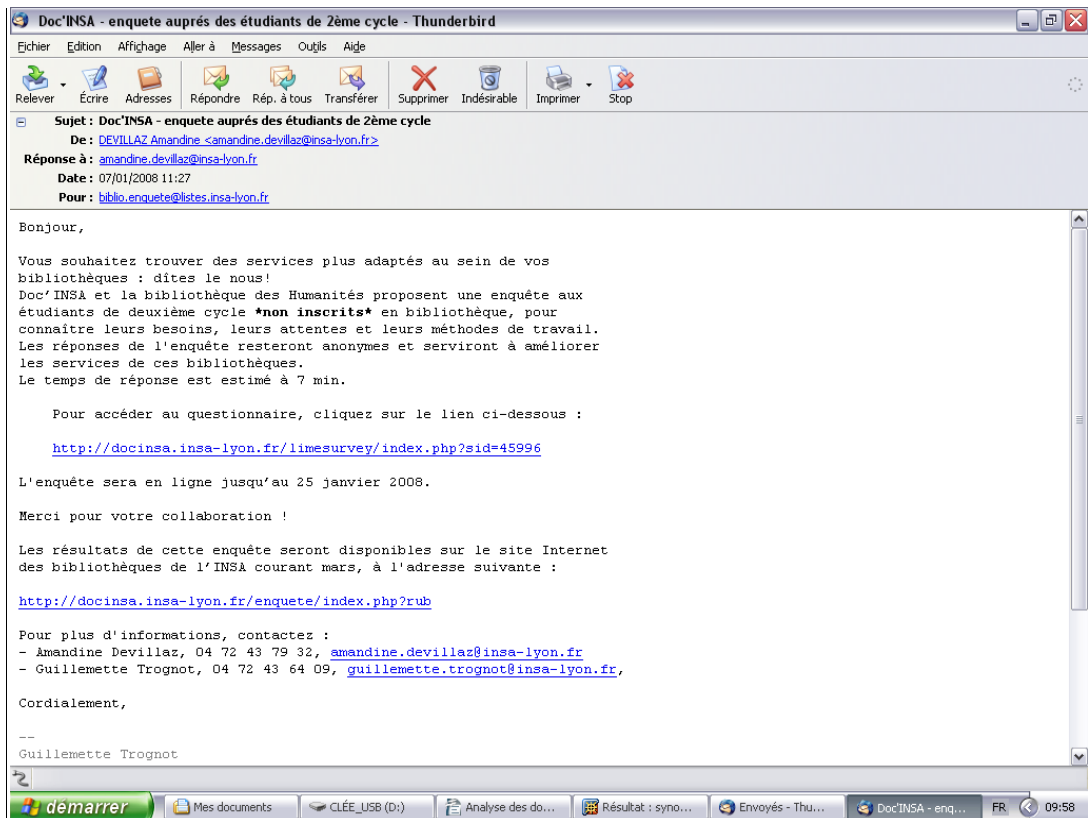 Doc'INSA - enquete auprés des étudiants de 2ème cycle - Thunderbird
Fichier Edition Affichage Aller à Messages Outils Aide
Relever Écrire Adresses Répondre Rép. à tous Transférer Supprimer Indésirable Imprimer Stop
Sujet : Doc'INSA - enquete auprés des étudiants de 2ème cycle
De : DEVILLAZ Amandine <amandine.devillaz@insa-lyon.fr>
Réponse à : amandine.devillaz@insa-lyon.fr
Date : 07/01/2008 11:27
Pour : biblio.enquete@listes.insa-lyon.fr
Bonjour,
Vous souhaitez trouver des services plus adaptés au sein de vos
bibliothèques : dîtes le nous!
Doc'INSA et la bibliothèque des Humanités proposent une enquête aux
étudiants de deuxième cycle *non inscrits* en bibliothèque, pour
connaître leurs besoins, leurs attentes et leurs méthodes de travail.
Les réponses de l'enquête resteront anonymes et serviront à améliorer
les services de ces bibliothèques.
Le temps de réponse est estimé à 7 min.
Pour accéder au questionnaire, cliquez sur le lien ci-dessous :
http://docinsa.insa-lyon.fr/limesurvey/index.php?sid=45996
L'enquête sera en ligne jusqu'au 25 janvier 2008.
Merci pour votre collaboration !
Les résultats de cette enquête seront disponibles sur le site Internet
des bibliothèques de l'INSA courant mars, à l'adresse suivante :
http://docinsa.insa-lyon.fr/enquete/index.php?rub
Pour plus d'informations, contactez :
- Amandine Devillaz, 04 72 43 79 32, amandine.devillaz@insa-lyon.fr
- Guillemette Trognot, 04 72 43 64 09, guillemette.trognot@insa-lyon.fr,
Cordialement,
--
Guillemette Trognot
démarrer Mes documents CLÉE_USB (D:) Analyse des do... Résultat : syno... Envoyés - Thu... Doc'INSA - enq... FR 09:58